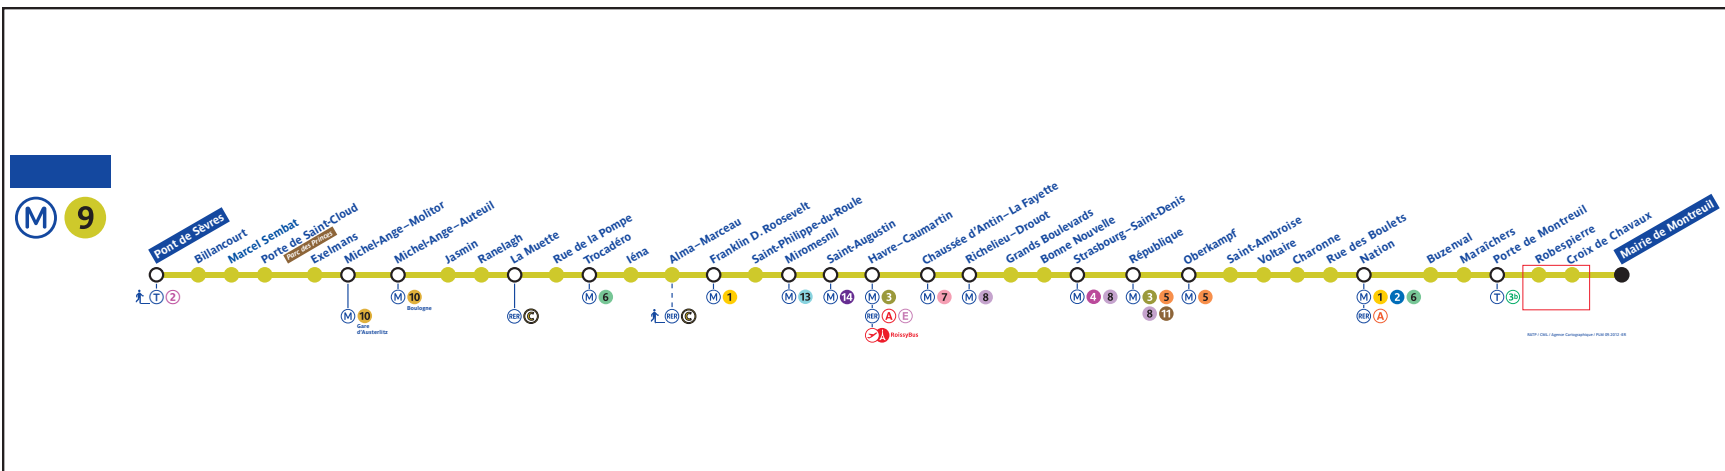 M 9
Pont de Sèvres
Billancourt
Marcel Sembat
Porte de Saint-Cloud
Parc des Princes
Exelmans
Michel-Ange–Molitor
Michel-Ange–Auteuil
Jasmin
Ranelagh
La Muette
Rue de la Pompe
Trocadéro
Iéna
Alma–Marceau
Franklin D. Roosevelt
Saint-Philippe-du-Roule
Miromesnil
Saint-Augustin
Havre–Caumartin
Chaussée d'Antin–La Fayette
Richelieu–Drouot
Grands Boulevards
Bonne Nouvelle
Strasbourg–Saint-Denis
République
Oberkampf
Saint-Ambroise
Voltaire
Charonne
Rue des Boulets
Nation
Buzenval
Maraîchers
Porte de Montreuil
Robespierre
Croix de Chavaux
Mairie de Montreuil
T 2
M 10
Boulogne
M 6
M 1
M 13
M 14
M 3
M 7
M 8
M 4 8
M 3 5
8 11
M 5
M 1 2 6
T 3b
M 10
Gare
d'Austerlitz
RER C
RER C
RER A E
RER A
RoissyBus